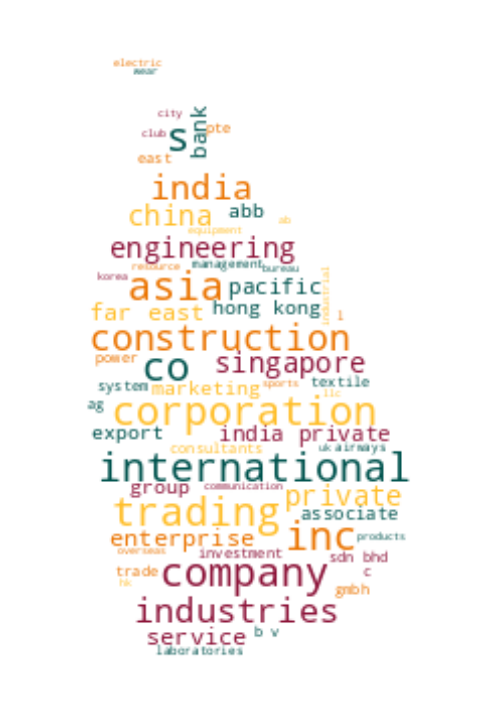 electric
wear
city
club s bank pte
east
india
china abb ab
equipment
engineering
resource management bureau
korea asia pacific industrial
far east hong kong l
construction
power co singapore
system marketing sports textile
llc
ag corporation
export india private
consultants uk airways
international
group communication private
trading associate
enterprise inc products
overseas investment sdn bhd
trade company c
hk gmbh
industries
service b v
laboratories